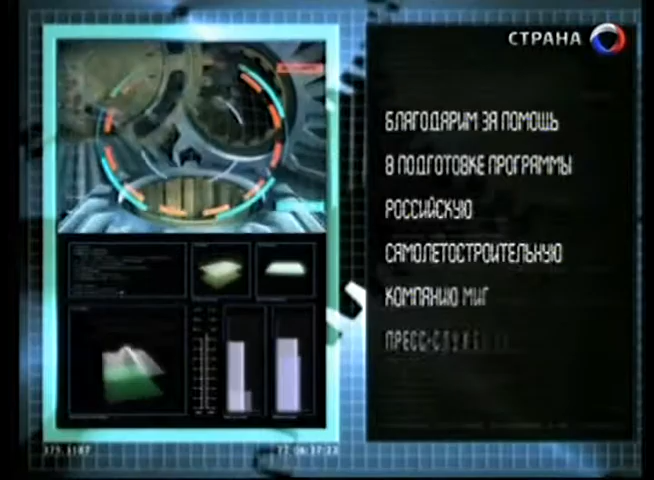 СТРАНА
БЛАГОДАРИМ ЗА ПОМОЩЬ
В ПОДГОТОВКЕ ПРОГРАММЫ
РОССИЙСКУЮ
САМОЛЕТОСТРОИТЕЛЬНУЮ
КОМПАНИЮ МИГ